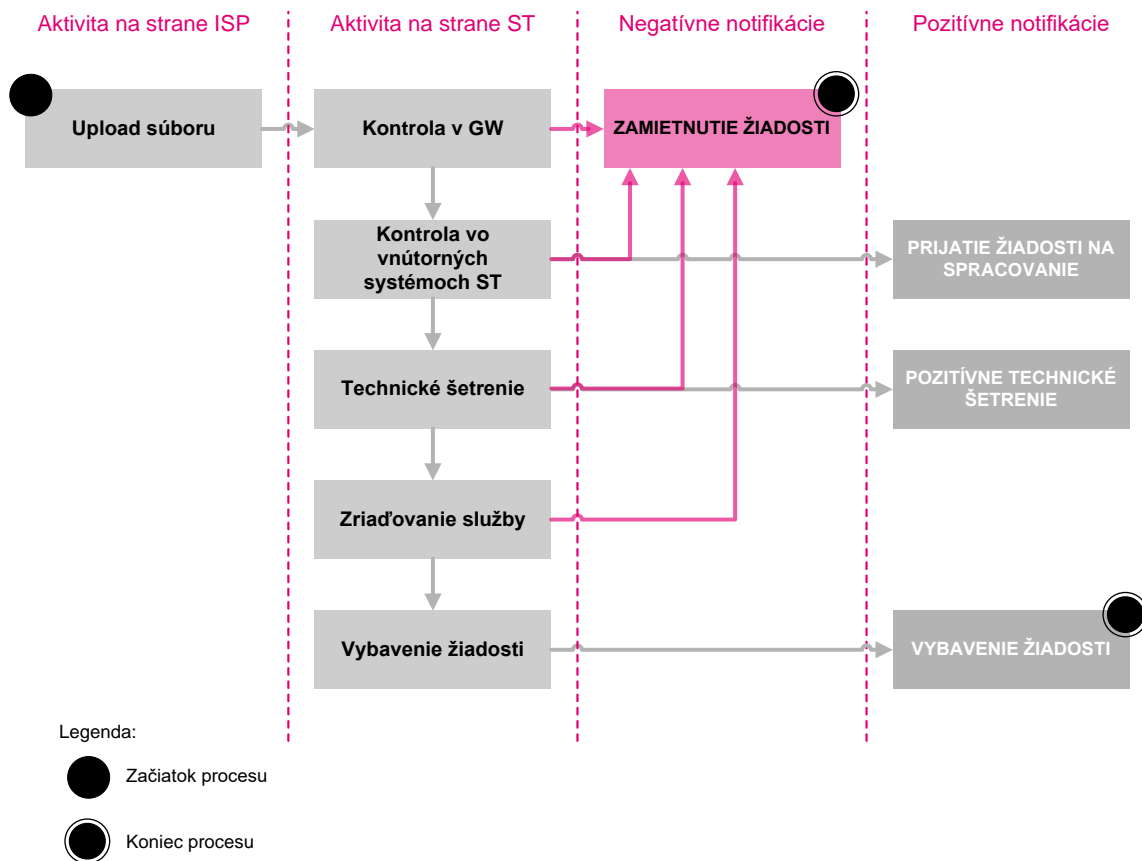 Aktivita na strane ISP
Aktivita na strane ST
Negatívne notifikácie
Pozitívne notifikácie
Upload súboru
Kontrola v GW
ZAMIETNUTIE ŽIADOSTI
Kontrola vo
vnútorných
systémoch ST
PRIJATIE ŽIADOSTI NA
SPRACOVANIE
Technické šetrenie
POZITÍVNE TECHNICKÉ
ŠETRENIE
Zriaďovanie služby
Vybavenie žiadosti
VYBAVENIE ŽIADOSTI
Legenda:
Začiatok procesu
Koniec procesu